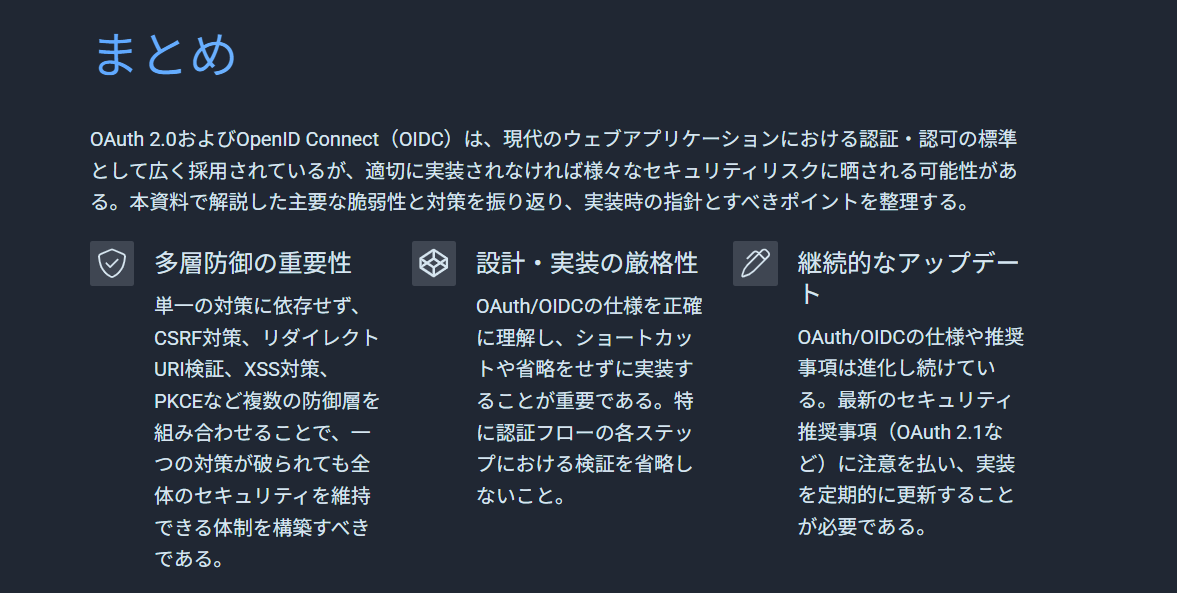 まとめ
OAuth 2.0およびOpenID Connect（OIDC）は、現代のウェブアプリケーションにおける認証・認可の標準
として広く採用されているが、適切に実装されなければ様々なセキュリティリスクに晒される可能性があ
る。本資料で解説した主要な脆弱性と対策を振り返り、実装時の指針とすべきポイントを整理する。
多層防御の重要性
単一の対策に依存せず、
CSRF対策、リダイレクト
URI検証、XSS対策、
PKCEなど複数の防御層を
組み合わせることで、一
つの対策が破られても全
体のセキュリティを維持
できる体制を構築すべき
である。
設計・実装の厳格性
OAuth/OIDCの仕様を正確
に理解し、ショートカッ
トや省略をせずに実装す
ることが重要である。特
に認証フローの各ステッ
プにおける検証を省略し
ないこと。
継続的なアップデー
ト
OAuth/OIDCの仕様や推奨
事項は進化し続けてい
る。最新のセキュリティ
推奨事項（OAuth 2.1な
ど）に注意を払い、実装
を定期的に更新すること
が必要である。